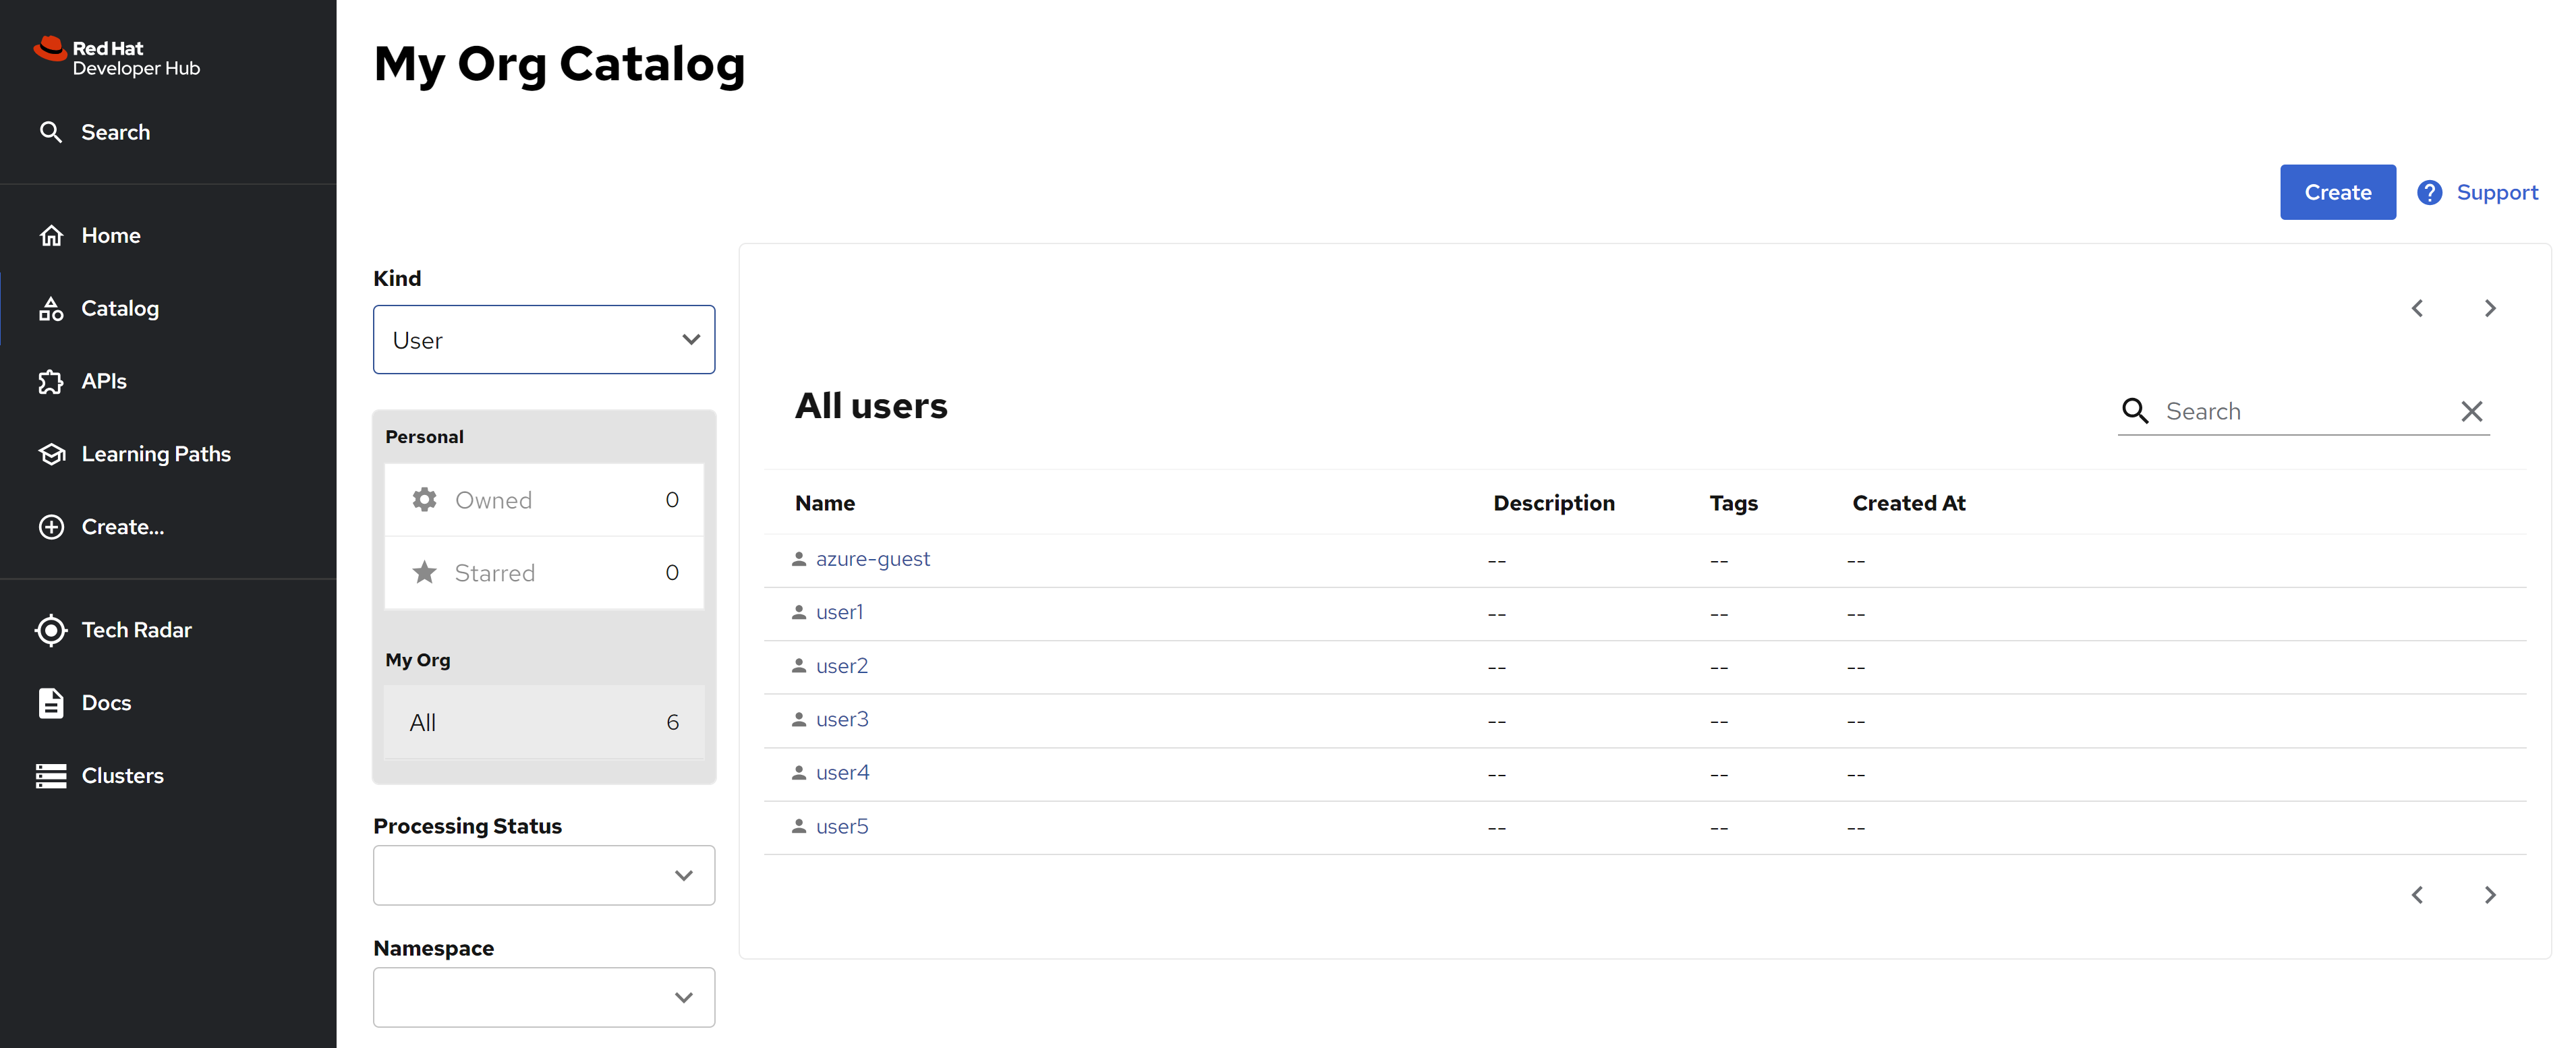 Red Hat
Developer Hub
Search
Home
Catalog
APIs
Learning Paths
Create...
Tech Radar
Docs
Clusters
My Org Catalog
Create
? Support
Kind
User
Personal
Owned 0
Starred 0
My Org
All 6
Processing Status
Namespace
All users
Search
Name Description Tags Created At
azure-guest -- -- --
user1 -- -- --
user2 -- -- --
user3 -- -- --
user4 -- -- --
user5 -- -- --